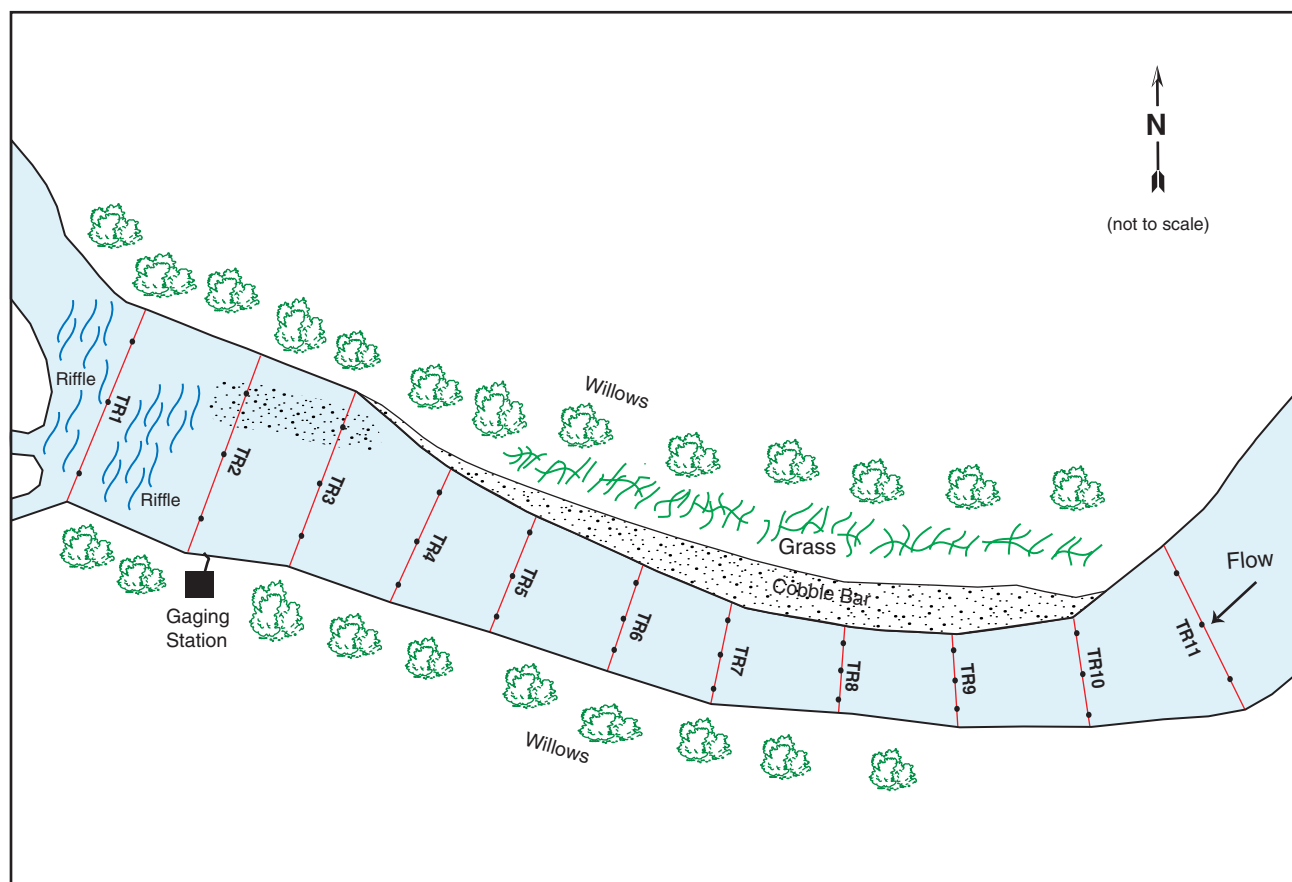 N
(not to scale)
Willows
Riffle
TR1
TR2
Riffle
TR3
TR4
TR5
TR6
TR7
TR8
TR9
TR10
TR11
Grass
Cobble Bar
Flow
Gaging
Station
Willows